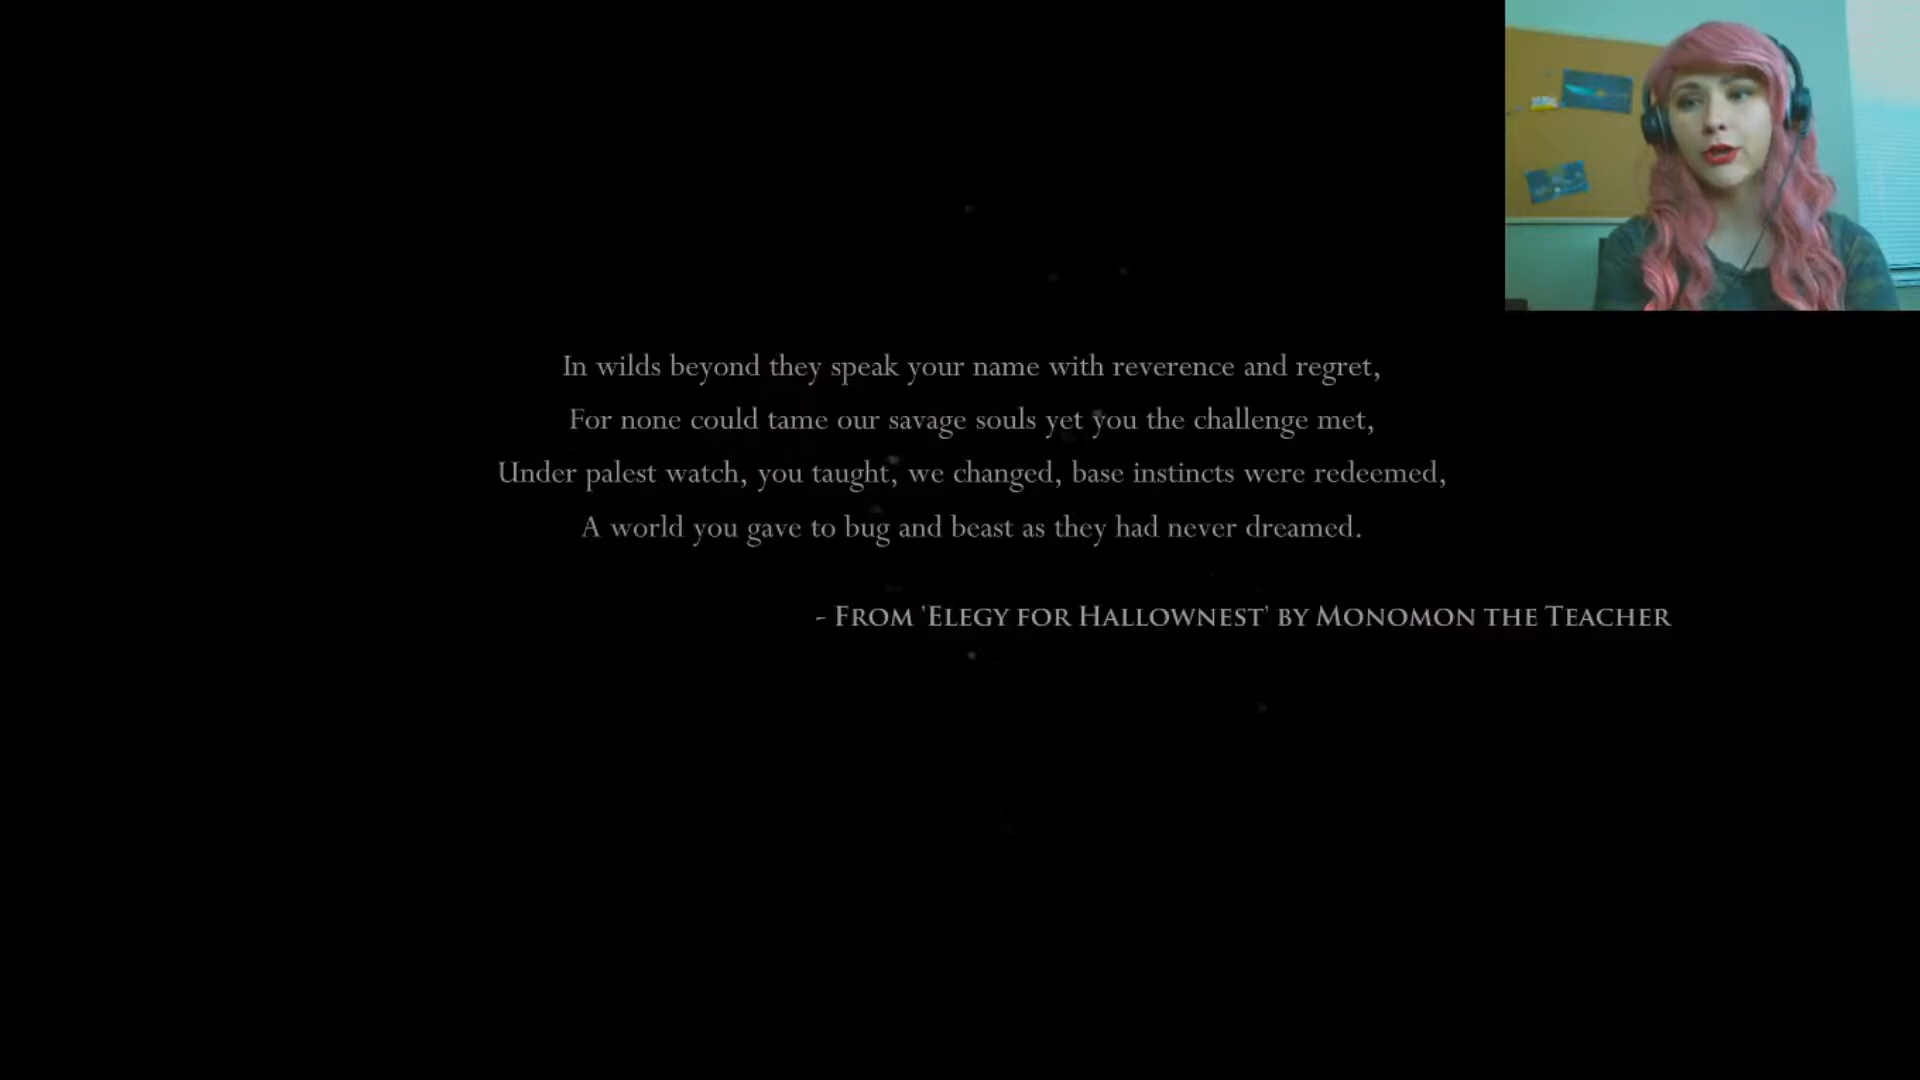 In wilds beyond they speak your name with reverence and regret,
For none could tame our savage souls yet you the challenge met,
Under palest watch, you taught, we changed, base instincts were redeemed,
A world you gave to bug and beast as they had never dreamed.
- From 'Elegy for Hallownest' by Monomon the Teacher